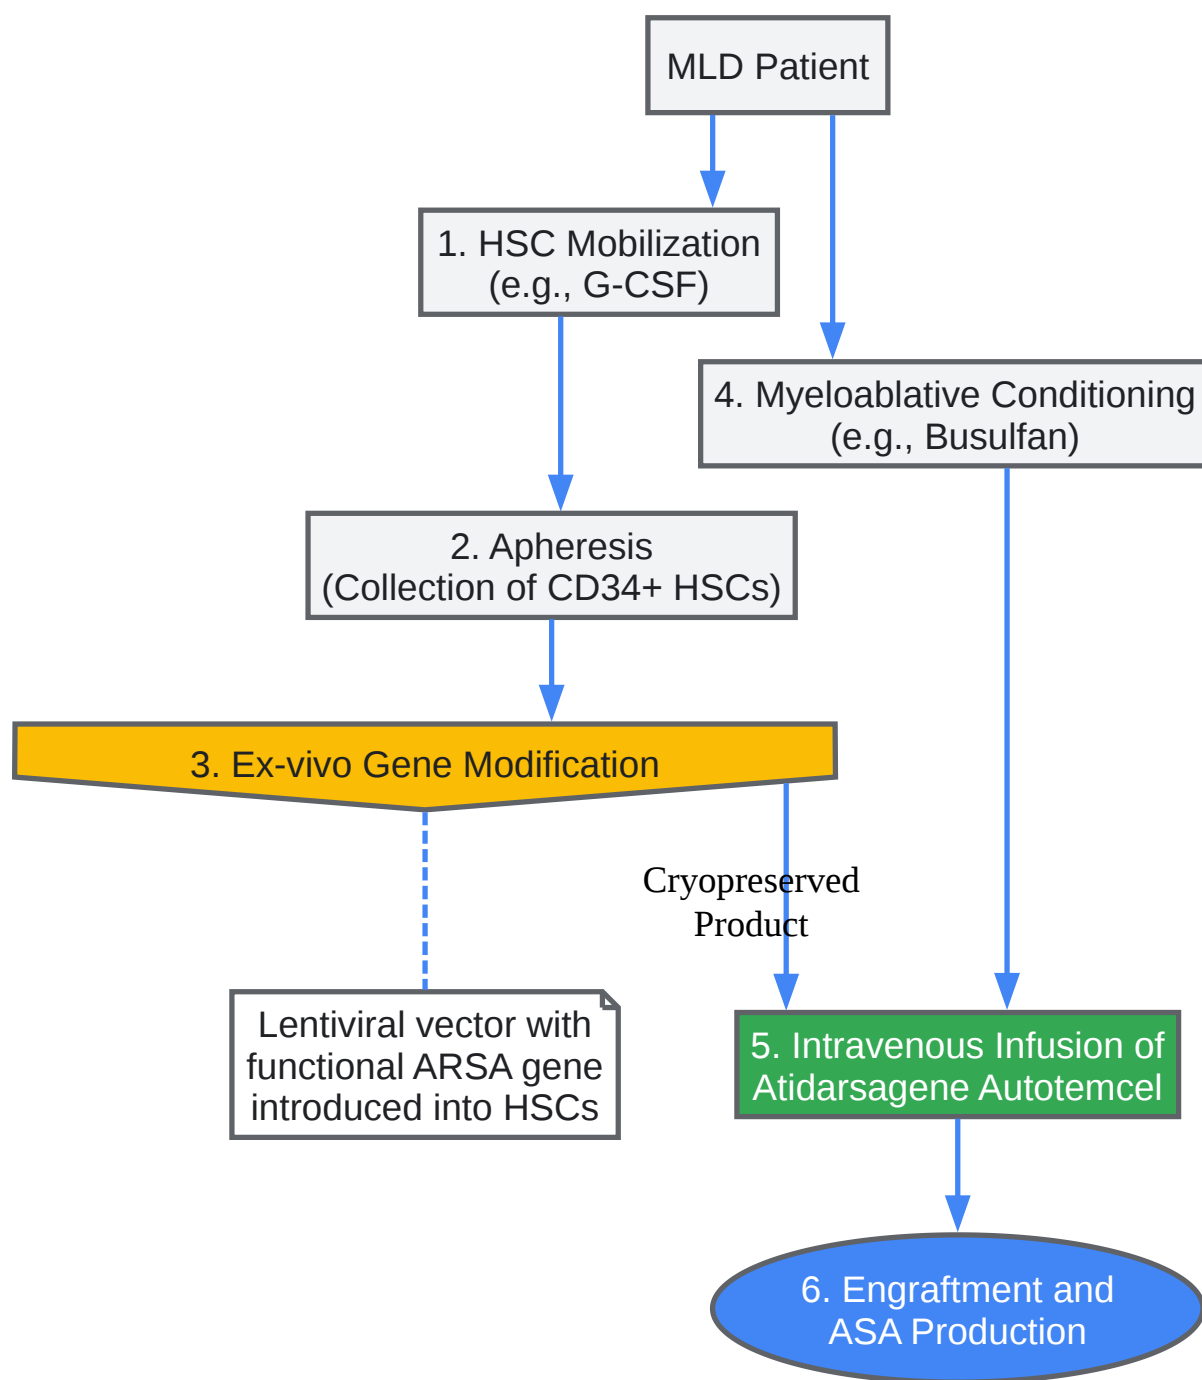 MLD Patient
1. HSC Mobilization
(e.g., G-CSF)
4. Myeloablative Conditioning
(e.g., Busulfan)
2. Apheresis
(Collection of CD34+ HSCs)
3. Ex-vivo Gene Modification
Cryopreserved
Product
Lentiviral vector with
functional ARSA gene
introduced into HSCs
5. Intravenous Infusion of
Atidarsagene Autotemcel
6. Engraftment and
ASA Production